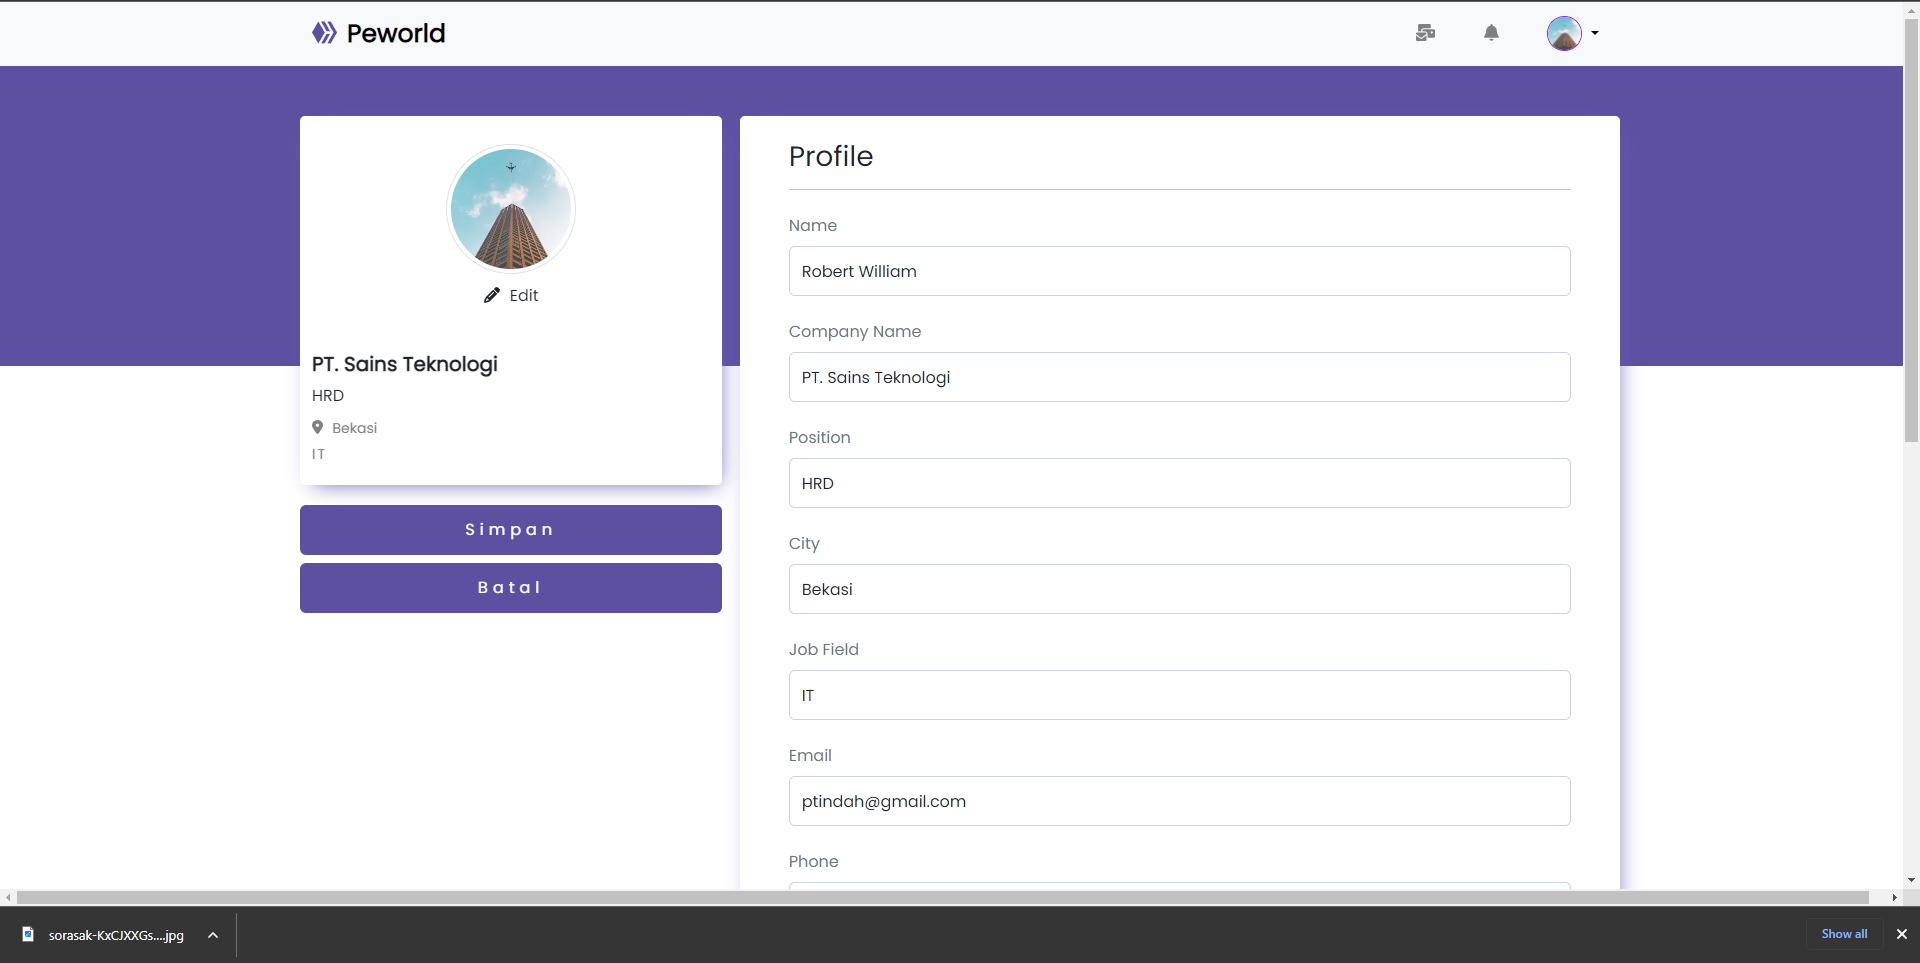 Peworld
Edit
PT. Sains Teknologi
HRD
Bekasi
IT
Simpan
Batal
Profile
Name
Robert William
Company Name
PT. Sains Teknologi
Position
HRD
City
Bekasi
Job Field
IT
Email
ptindah@gmail.com
Phone
sorasak-KxCJXXGs....jpg
Show all